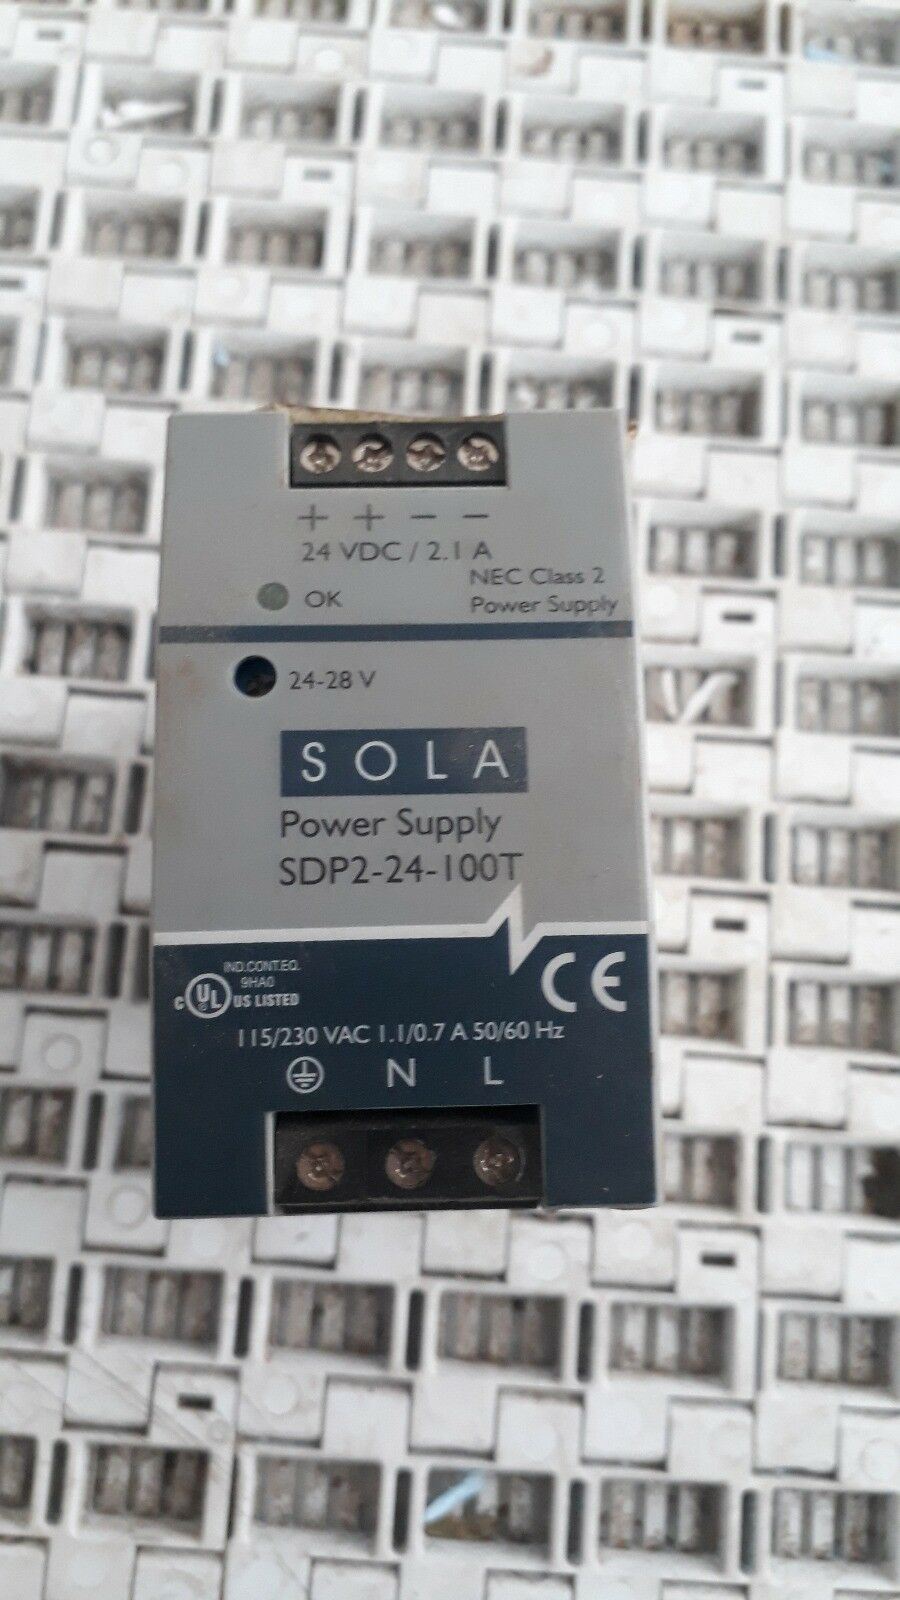 + + − −
24 VDC / 2.1 A
NEC Class 2
OK
Power Supply
24-28 V
SOLA
Power Supply
SDP2-24-100T
IND.CONT.EQ.
9HA0
C UL US LISTED
CE
115/230 VAC 1.1/0.7 A 50/60 Hz
N L